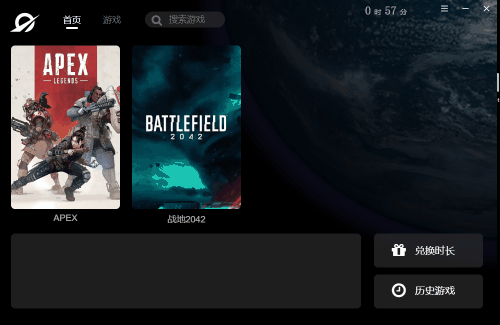 首页 游戏 搜索游戏 0 时 57 分
APEX
LEGENDS
BATTLEFIELD
2042
APEX 战地2042
兑换时长
历史游戏